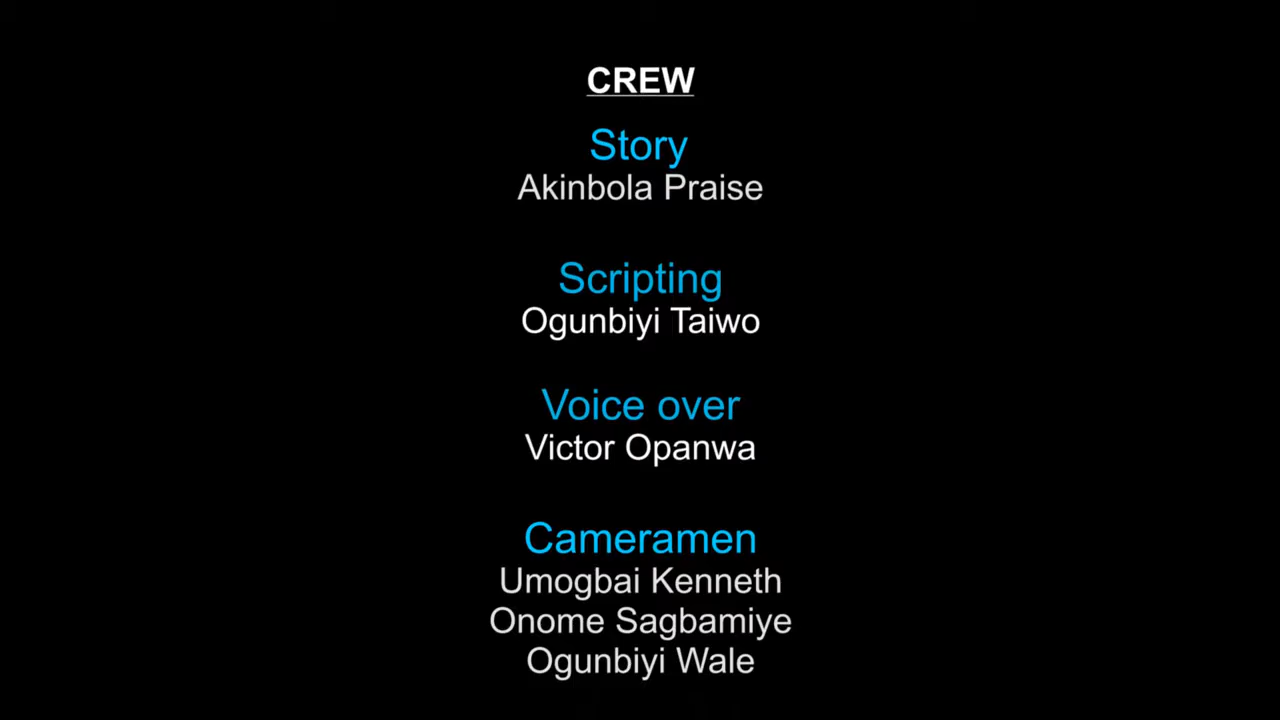 CREW
Story
Akinbola Praise
Scripting
Ogunbiyi Taiwo
Voice over
Victor Opanwa
Cameramen
Umogbai Kenneth
Onome Sagbamiye
Ogunbiyi Wale